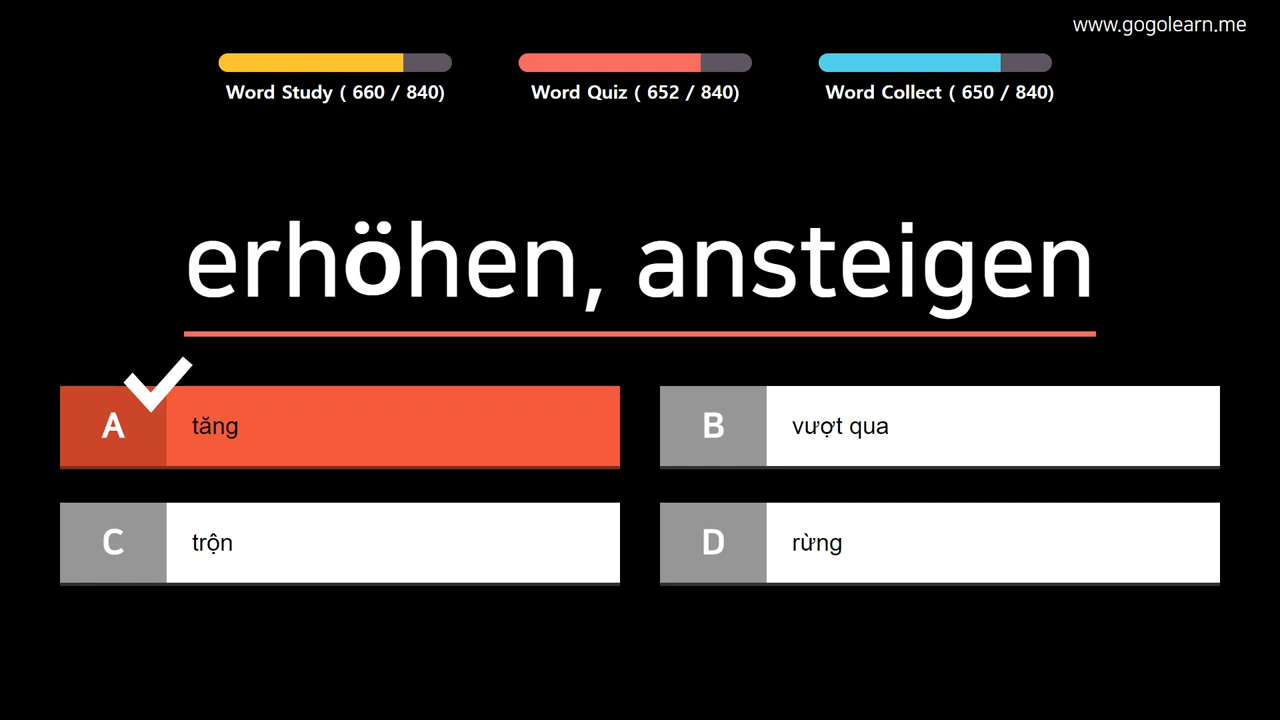 www.gogolearn.me
Word Study ( 660 / 840)
Word Quiz ( 652 / 840)
Word Collect ( 650 / 840)
erhöhen, ansteigen
A tăng
B vượt qua
C trộn
D rừng